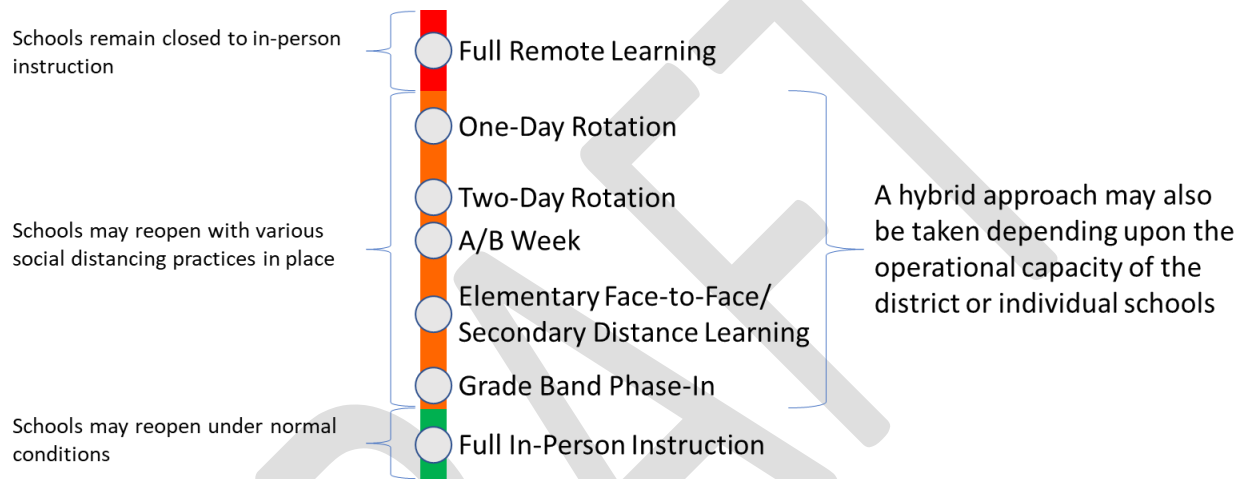 Schools remain closed to in-person
instruction
Full Remote Learning
One-Day Rotation
Two-Day Rotation
Schools may reopen with various
social distancing practices in place
A/B Week
Elementary Face-to-Face/
Secondary Distance Learning
Grade Band Phase-In
A hybrid approach may also
be taken depending upon the
operational capacity of the
district or individual schools
Schools may reopen under normal
conditions
Full In-Person Instruction
DRAFT